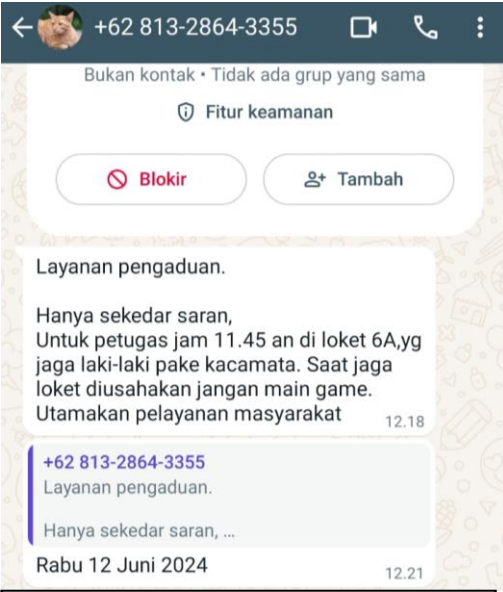 +62 813-2864-3355
Bukan kontak • Tidak ada grup yang sama
Fitur keamanan
Blokir
Tambah
Layanan pengaduan.
Hanya sekedar saran,
Untuk petugas jam 11.45 an di loket 6A,yg
jaga laki-laki pake kacamata. Saat jaga
loket diusahakan jangan main game.
Utamakan pelayanan masyarakat
12.18
+62 813-2864-3355
Layanan pengaduan.
Hanya sekedar saran, ...
Rabu 12 Juni 2024
12.21